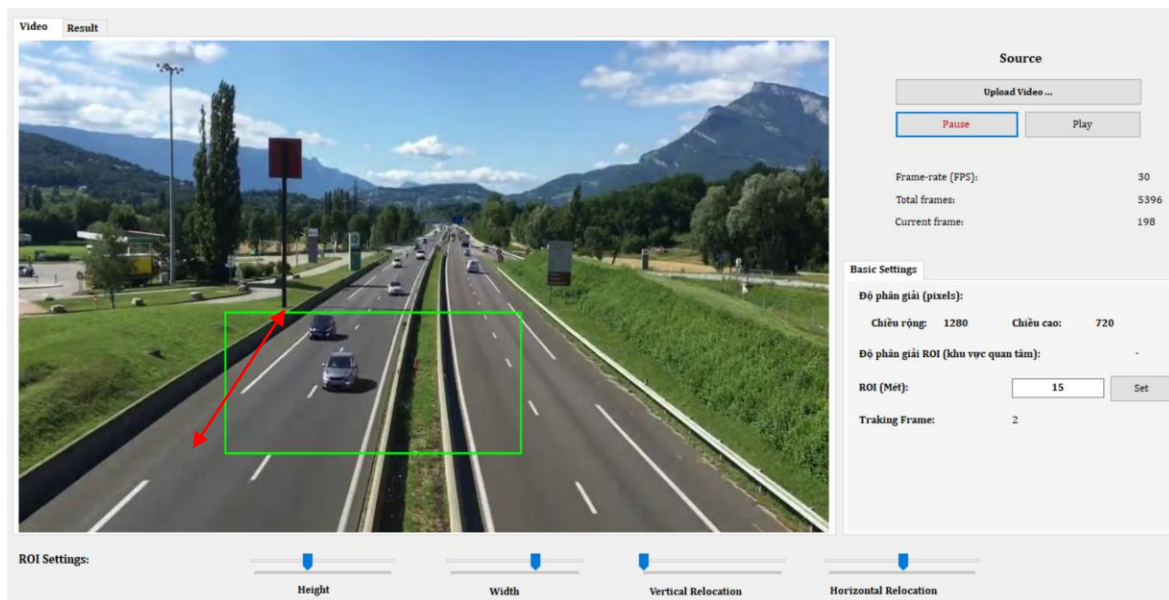 Video Result
Source
Upload Video ...
Pause Play
Frame-rate (FPS): 30
Total frames: 5396
Current frame: 198
Basic Settings
Độ phân giải (pixels):
Chiều rộng: 1280 Chiều cao: 720
Độ phân giải ROI (khu vực quan tâm): -
ROI (Mét): 15 Set
Traking Frame: 2
ROI Settings:
Height Width Vertical Relocation Horizontal Relocation